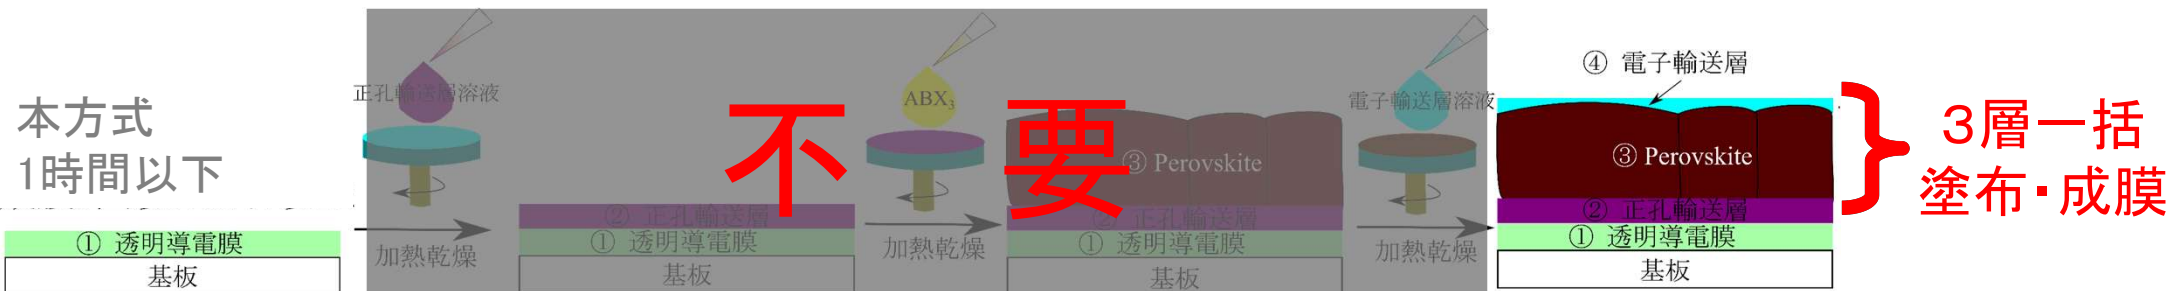 本方式
1時間以下
① 透明導電膜
基板
正孔輸送層溶液
加熱乾燥
② 正孔輸送層
① 透明導電膜
基板
不要
ABX₃
加熱乾燥
③ Perovskite
② 正孔輸送層
① 透明導電膜
基板
電子輸送層溶液
加熱乾燥
④ 電子輸送層
③ Perovskite
② 正孔輸送層
① 透明導電膜
基板
3層一括
塗布・成膜